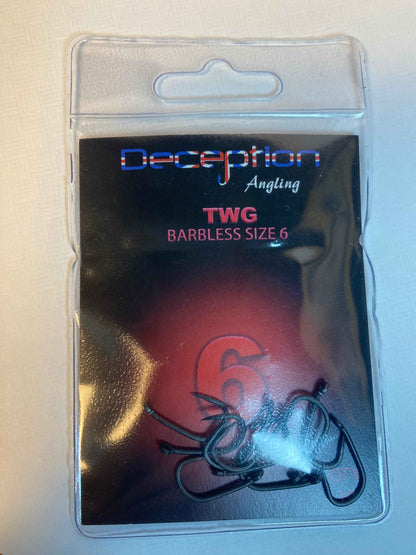 Deception
Angling
TWG
BARBLESS SIZE 6
6